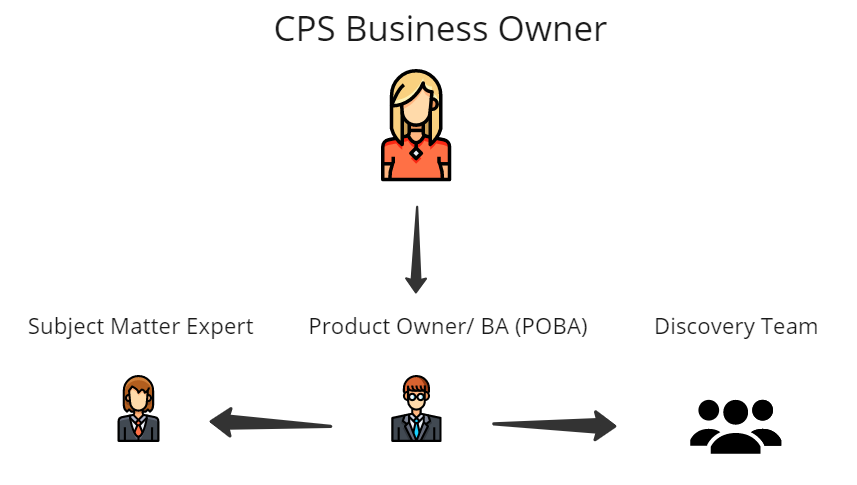 CPS Business Owner
Subject Matter Expert
Product Owner/ BA (POBA)
Discovery Team